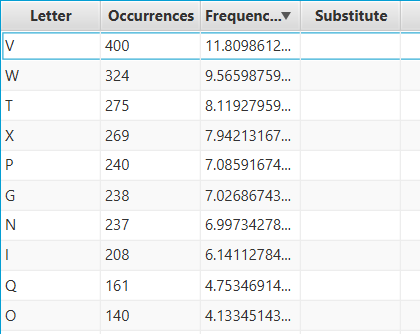 Letter Occurrences Frequenc...▼ Substitute
V 400 11.8098612...
W 324 9.56598759...
T 275 8.11927959...
X 269 7.94213167...
P 240 7.08591674...
G 238 7.02686743...
N 237 6.99734278...
I 208 6.14112784...
Q 161 4.75346914...
O 140 4.13345143...